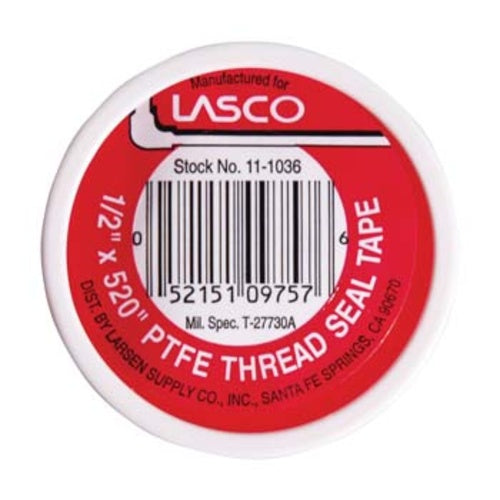 Manufactured for
LASCO
Stock No. 11-1036
0 52151 09757 6
Mil. Spec. T-27730A
1/2" x 520" PTFE THREAD SEAL TAPE
DIST. BY LARSEN SUPPLY CO., INC., SANTA FE SPRINGS, CA 90670